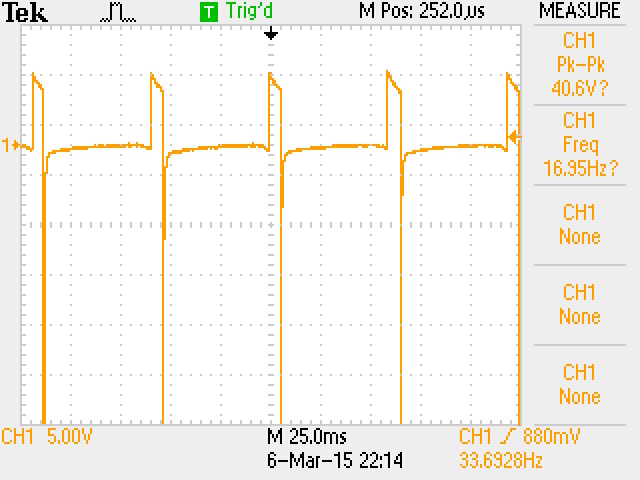 Tek T Trig'd M Pos: 252.0µs MEASURE
CH1
Pk-Pk
40.6V?
CH1
Freq
16.95Hz?
CH1
None
CH1
None
CH1
None
1
CH1 5.00V M 25.0ms CH1 880mV
6-Mar-15 22:14 33.6928Hz